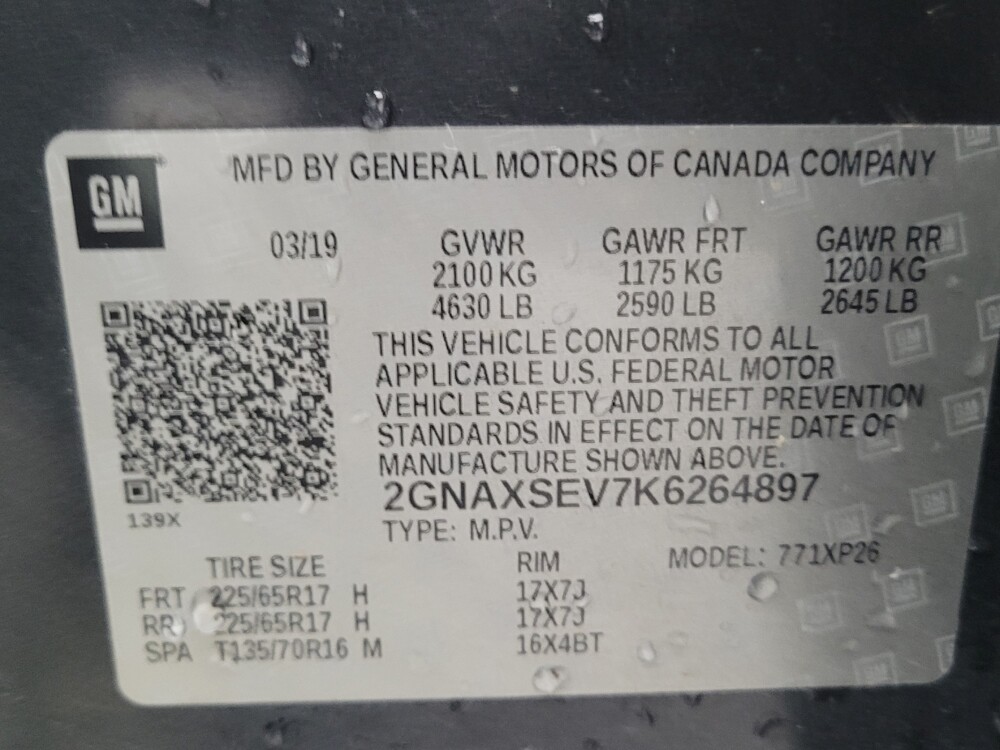 GM
MFD BY GENERAL MOTORS OF CANADA COMPANY
03/19 GVWR GAWR FRT GAWR RR
2100 KG 1175 KG 1200 KG
4630 LB 2590 LB 2645 LB
THIS VEHICLE CONFORMS TO ALL
APPLICABLE U.S. FEDERAL MOTOR
VEHICLE SAFETY AND THEFT PREVENTION
STANDARDS IN EFFECT ON THE DATE OF
MANUFACTURE SHOWN ABOVE.
2GNAXSEV7K6264897
139X
TYPE: M.P.V.
TIRE SIZE RIM MODEL: 771XP26
FRT 225/65R17 H 17X7J
RR 225/65R17 H 17X7J
SPA T135/70R16 M 16X4BT